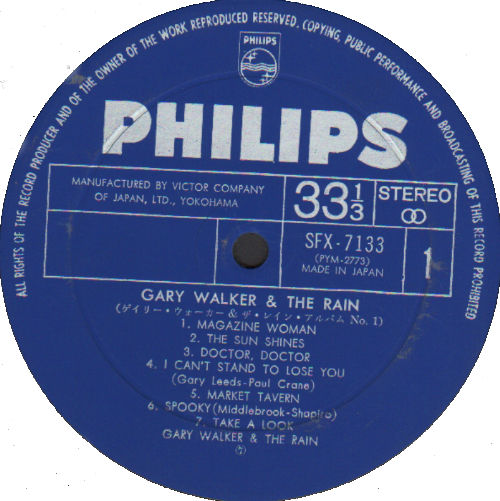 ALL RIGHTS OF THE RECORD PRODUCER AND OF THE OWNER OF THE WORK REPRODUCED RESERVED. COPYING, PUBLIC PERFORMANCE AND BROADCASTING OF THIS RECORD PROHIBITED
PHILIPS
PHILIPS
MANUFACTURED BY VICTOR COMPANY
OF JAPAN, LTD., YOKOHAMA
33 1/3
STEREO
SFX-7133
(PYM-2773)
MADE IN JAPAN
1
GARY WALKER & THE RAIN
(ゲイリー・ウォーカー&ザ・レイン・アルバム No. 1)
1. MAGAZINE WOMAN
2. THE SUN SHINES
3. DOCTOR, DOCTOR
4. I CAN'T STAND TO LOSE YOU
(Gary Leeds-Paul Crane)
5. MARKET TAVERN
6. SPOOKY (Middlebrook-Shapiro)
7. TAKE A LOOK
GARY WALKER & THE RAIN